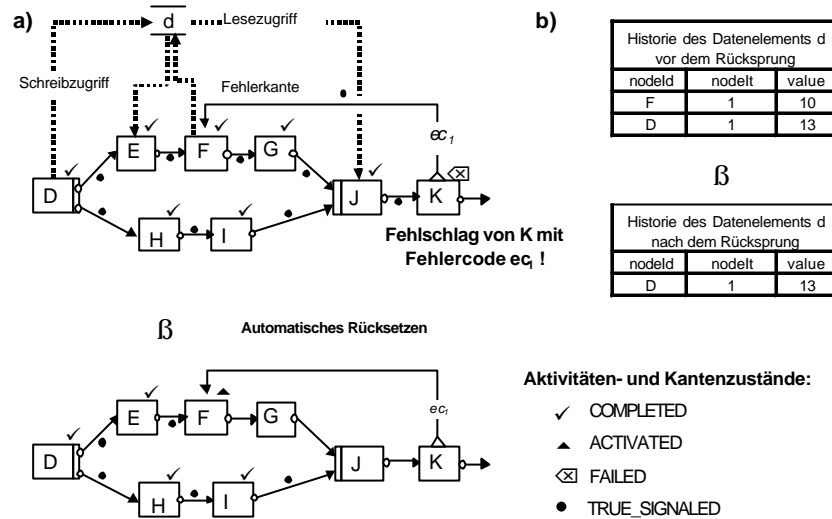 a)
d
Lesezugriff
Schreibzugriff
Fehlerkante
ec1
E
F
G
D
H
I
J
K
Fehlschlag von K mit
Fehlercode ec1 !
ß
Automatisches Rücksetzen
ec1
E
F
G
D
H
I
J
K
b)
Historie des Datenelements d
vor dem Rücksprung
nodeId nodeIt value
F 1 10
D 1 13
ß
Historie des Datenelements d
nach dem Rücksprung
nodeId nodeIt value
D 1 13
Aktivitäten- und Kantenzustände:
COMPLETED
ACTIVATED
FAILED
TRUE_SIGNALED